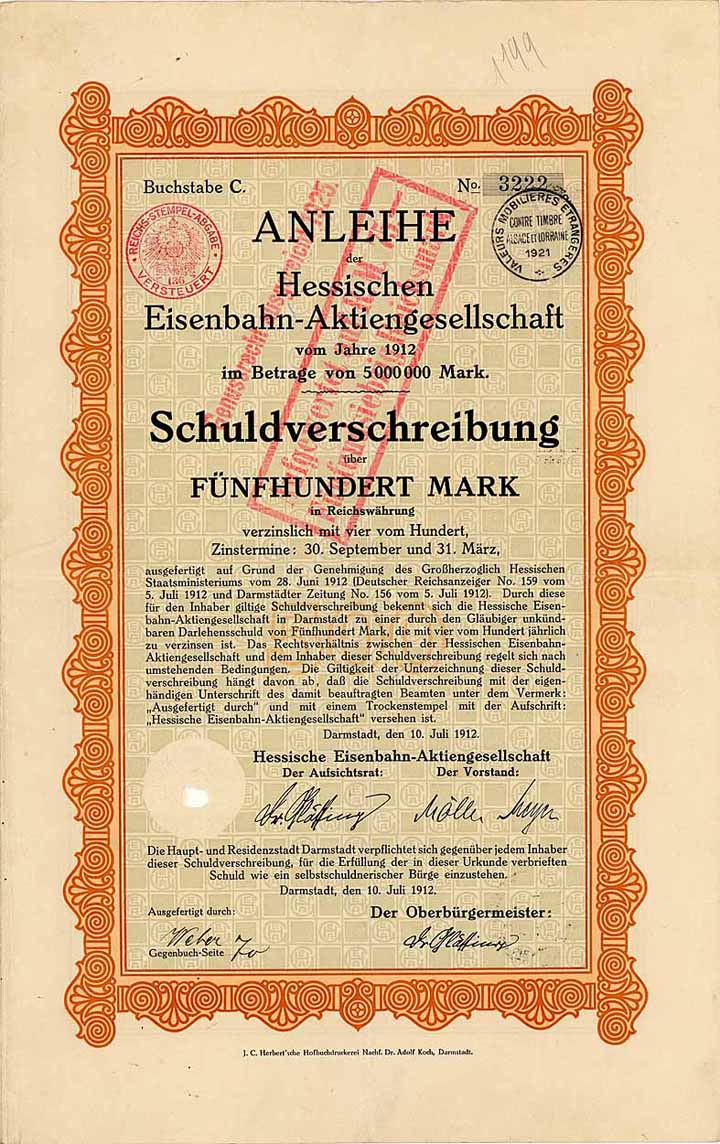 1199
Buchstabe C.
No. 3222
REICHS-STEMPEL-ABGABE
VERSTEUERT
VALEURS MOBILIERES ETRANGERES
CONTRE TIMBRE
ALSACE ET LORRAINE
1921
ANLEIHE
der
Hessischen
Eisenbahn-Aktiengesellschaft
vom Jahre 1912
im Betrage von 5000000 Mark.
Schuldverschreibung
über
FÜNFHUNDERT MARK
in Reichswährung
verzinslich mit vier vom Hundert,
Zinstermine: 30. September und 31. März,
ausgefertigt auf Grund der Genehmigung des Großherzoglich Hessischen
Staatsministeriums vom 28. Juni 1912 (Deutscher Reichsanzeiger No. 159 vom
5. Juli 1912 und Darmstädter Zeitung No. 156 vom 5. Juli 1912). Durch diese
für den Inhaber giltige Schuldverschreibung bekennt sich die Hessische Eisen-
bahn-Aktiengesellschaft in Darmstadt zu einer durch den Gläubiger unkünd-
baren Darlehensschuld von Fünfhundert Mark, die mit vier vom Hundert jährlich
zu verzinsen ist. Das Rechtsverhältnis zwischen der Hessischen Eisenbahn-
Aktiengesellschaft und dem Inhaber dieser Schuldverschreibung regelt sich nach
umstehenden Bedingungen. Die Giltigkeit der Unterzeichnung dieser Schuld-
verschreibung hängt davon ab, daß die Schuldverschreibung mit der eigen-
händigen Unterschrift des damit beauftragten Beamten unter dem Vermerk:
„Ausgefertigt durch" und mit einem Trockenstempel mit der Aufschrift:
„Hessische Eisenbahn-Aktiengesellschaft" versehen ist.
Darmstadt, den 10. Juli 1912.
Hessische Eisenbahn-Aktiengesellschaft
Der Aufsichtsrat: Der Vorstand:
Dr. Glässing Möller Meyer
Die Haupt- und Residenzstadt Darmstadt verpflichtet sich gegenüber jedem Inhaber
dieser Schuldverschreibung, für die Erfüllung der in dieser Urkunde verbrieften
Schuld wie ein selbstschuldnerischer Bürge einzustehen.
Darmstadt, den 10. Juli 1912.
Ausgefertigt durch: Der Oberbürgermeister:
Weber 70 Dr. Glässing
Gegenbuch-Seite
J. C. Herbert'sche Hofbuchdruckerei Nachf. Dr. Adolf Koch, Darmstadt.